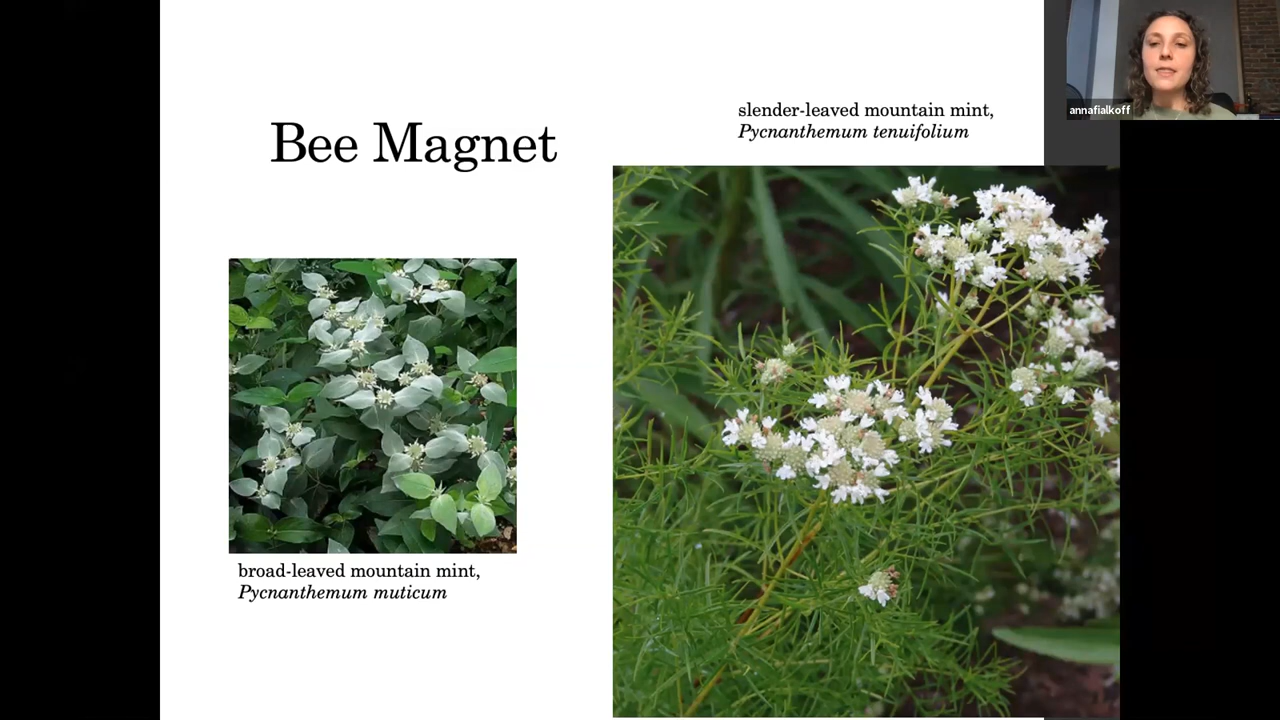 Bee Magnet
slender-leaved mountain mint,
Pycnanthemum tenuifolium
annafialkoff
broad-leaved mountain mint,
Pycnanthemum muticum